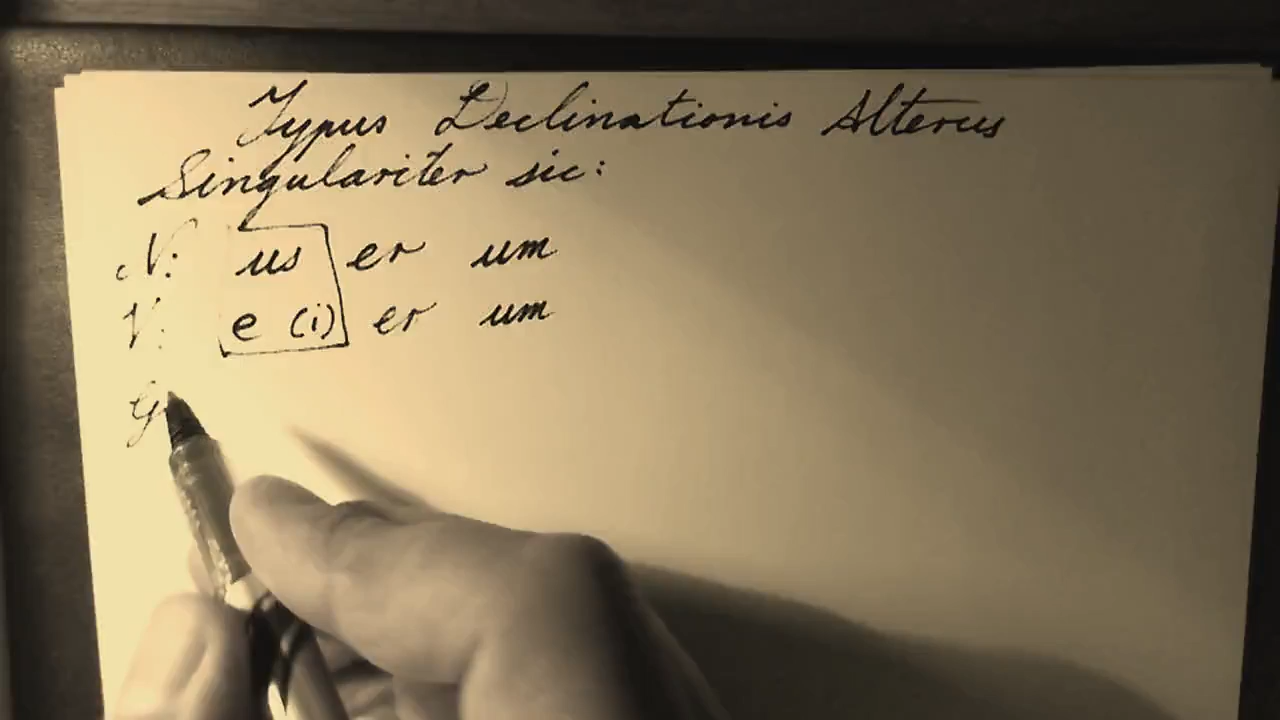 Typus Declinationis Alterus
Singulariter sic:
N: us er um
V: e (i) er um
G